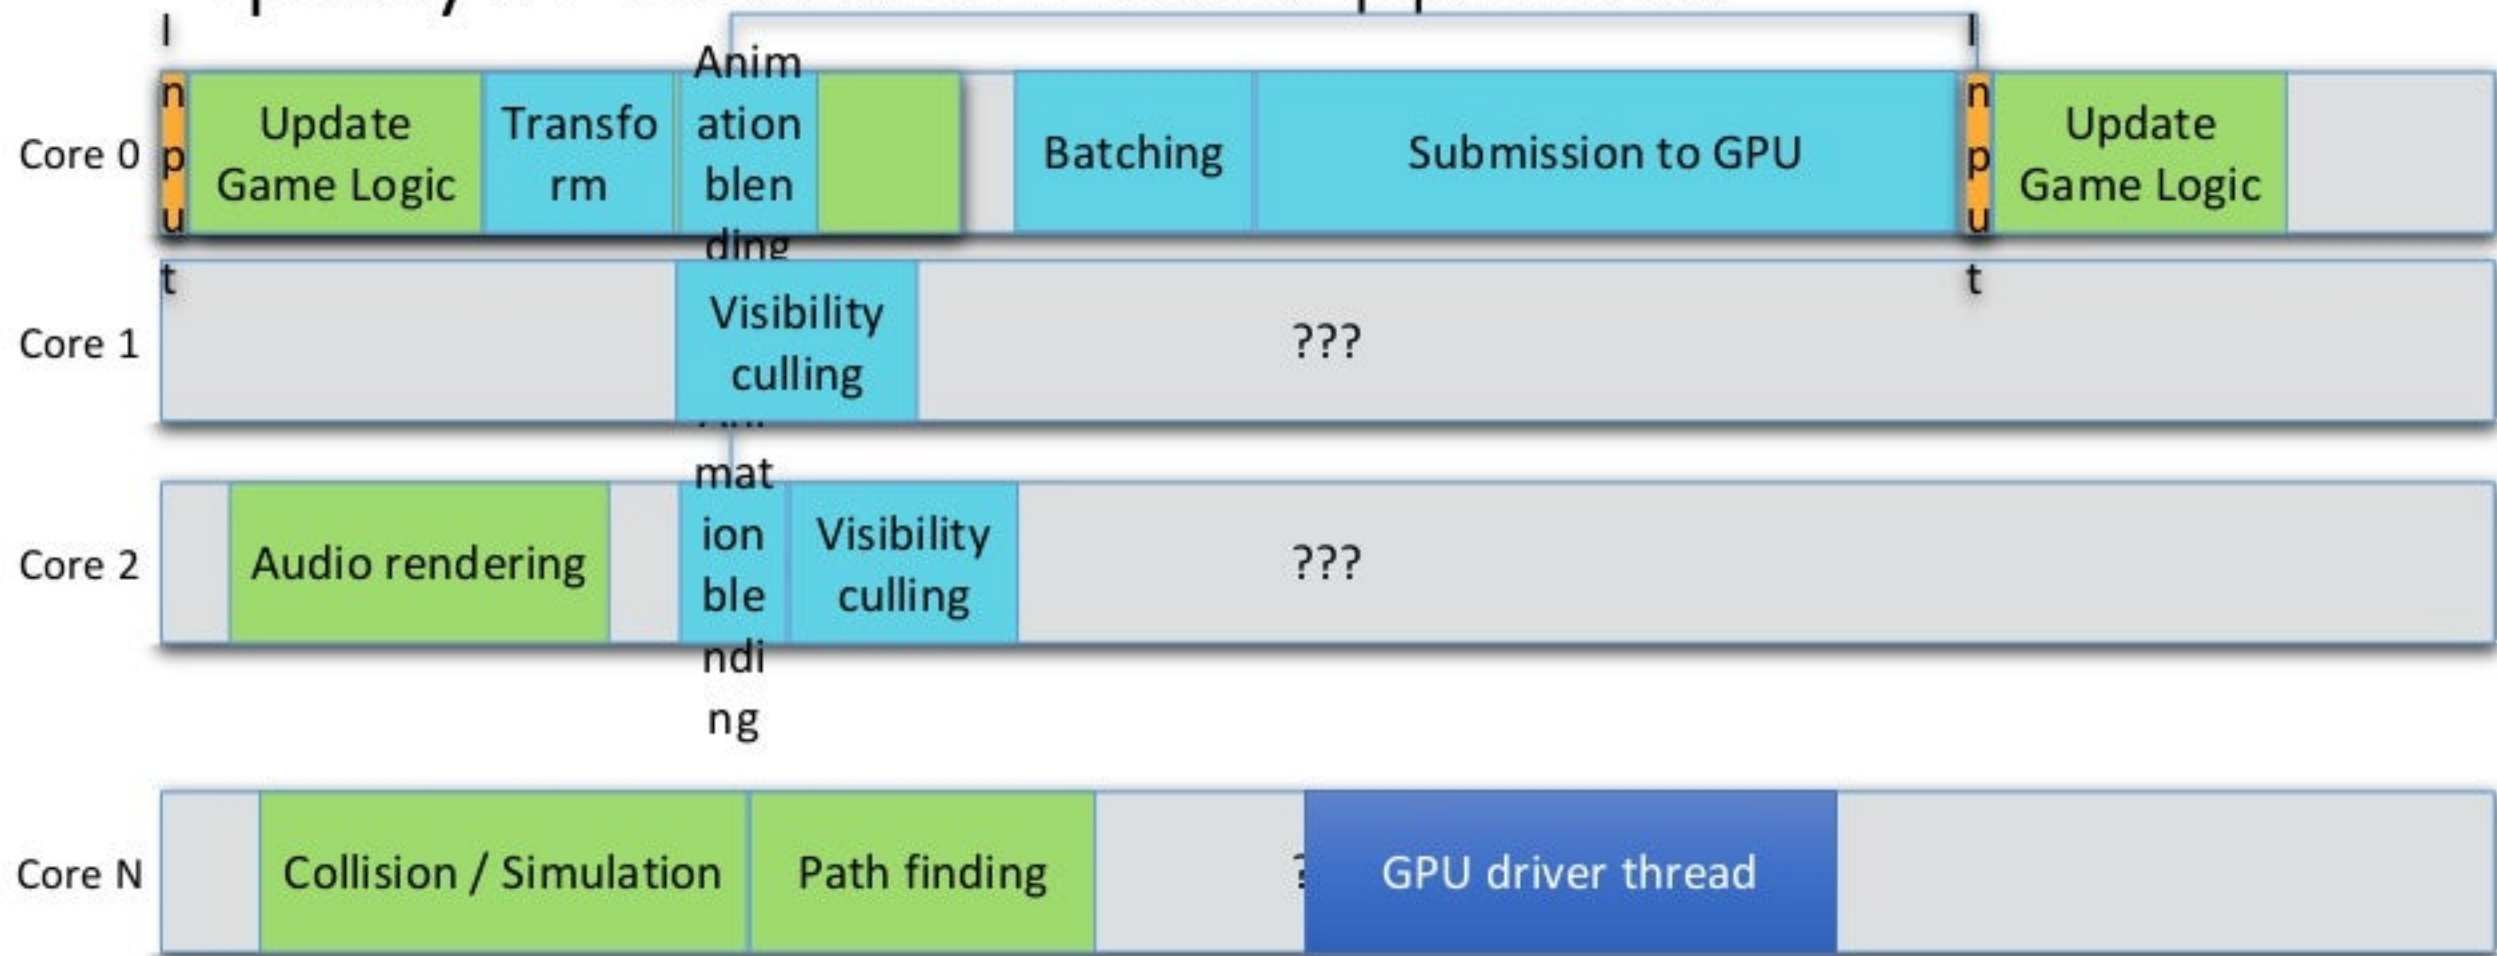 Core 0
I
n
p
u
t
Update
Game Logic
Transfo
rm
Anim
ation
blen
ding
Batching
Submission to GPU
I
n
p
u
t
Update
Game Logic
Core 1
Visibility
culling
???
Core 2
Audio rendering
mat
ion
ble
ndi
ng
Visibility
culling
???
Core N
Collision / Simulation
Path finding
?
GPU driver thread